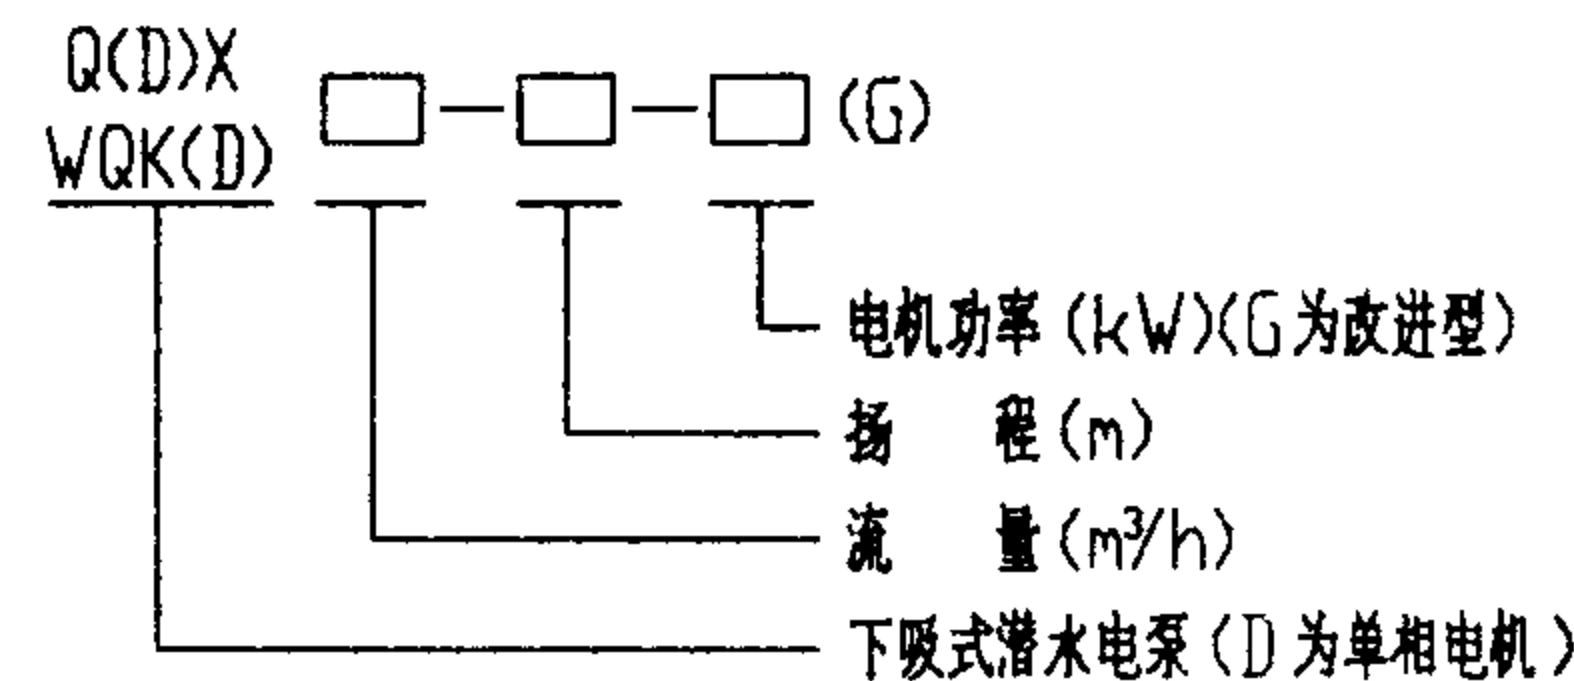 Q(D)X
WQK(D) □—□—□(G)
电机功率(kW)(G为改进型)
扬 程(m)
流 量(m³/h)
下吸式潜水电泵(D为单相电机)